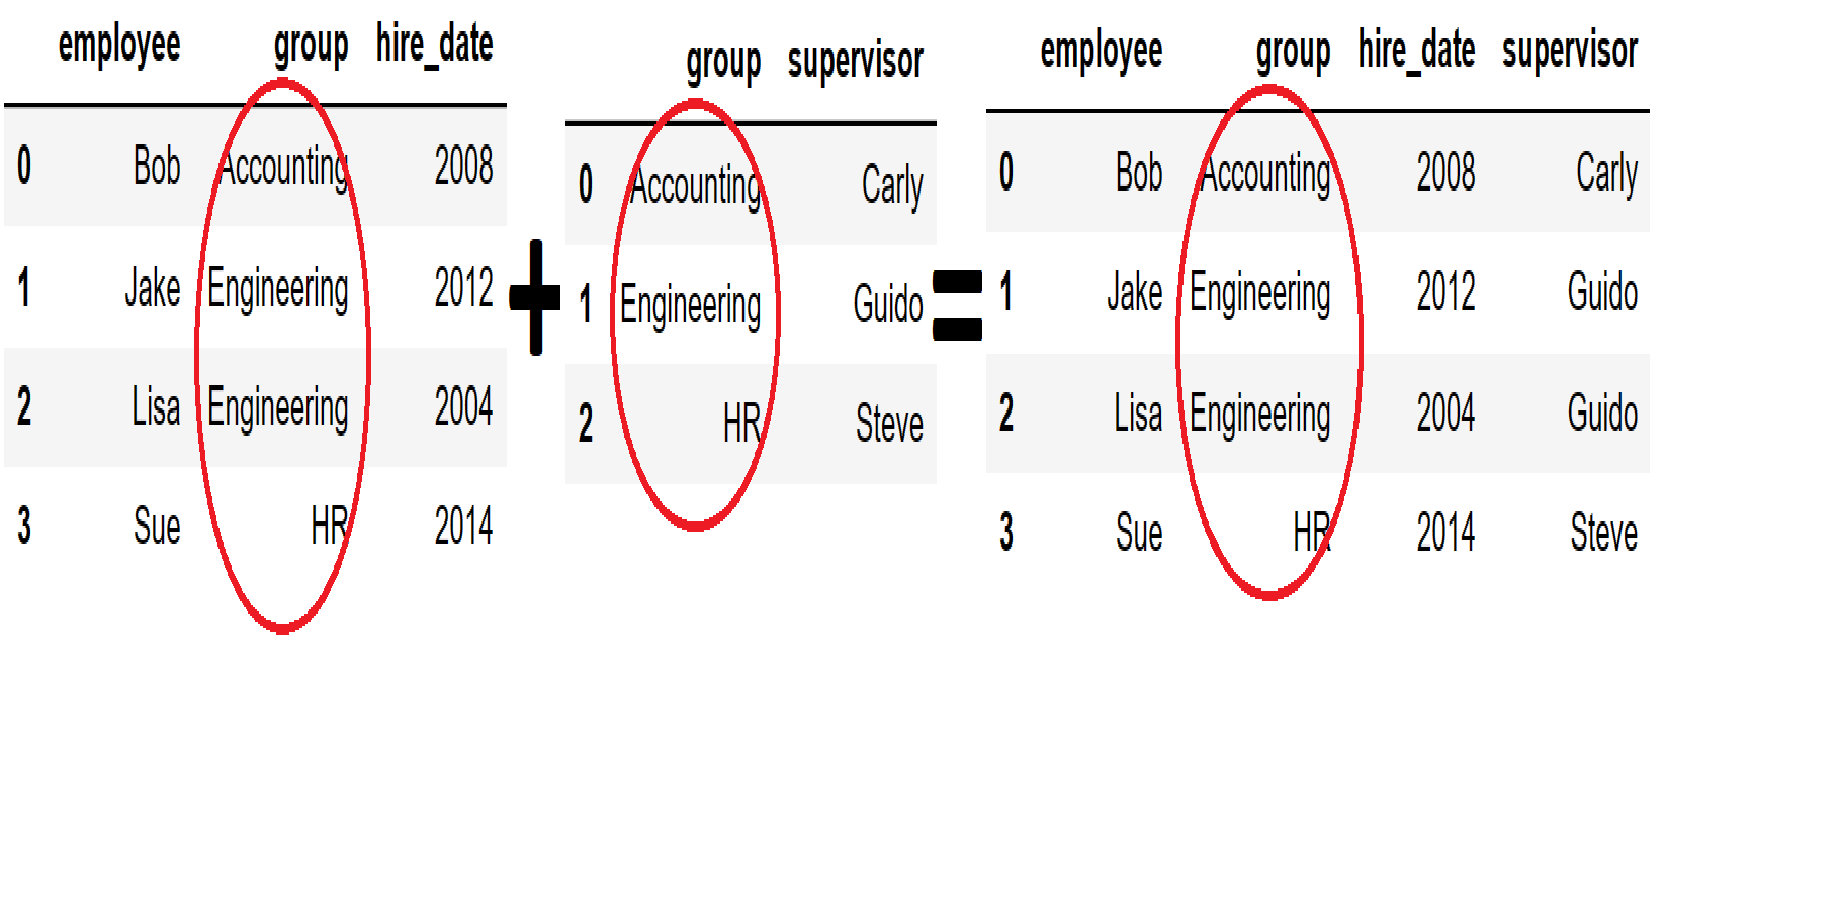 employee group hire_date
0 Bob Accounting 2008
1 Jake Engineering 2012
2 Lisa Engineering 2004
3 Sue HR 2014
+
group supervisor
0 Accounting Carly
1 Engineering Guido
2 HR Steve
=
employee group hire_date supervisor
0 Bob Accounting 2008 Carly
1 Jake Engineering 2012 Guido
2 Lisa Engineering 2004 Guido
3 Sue HR 2014 Steve